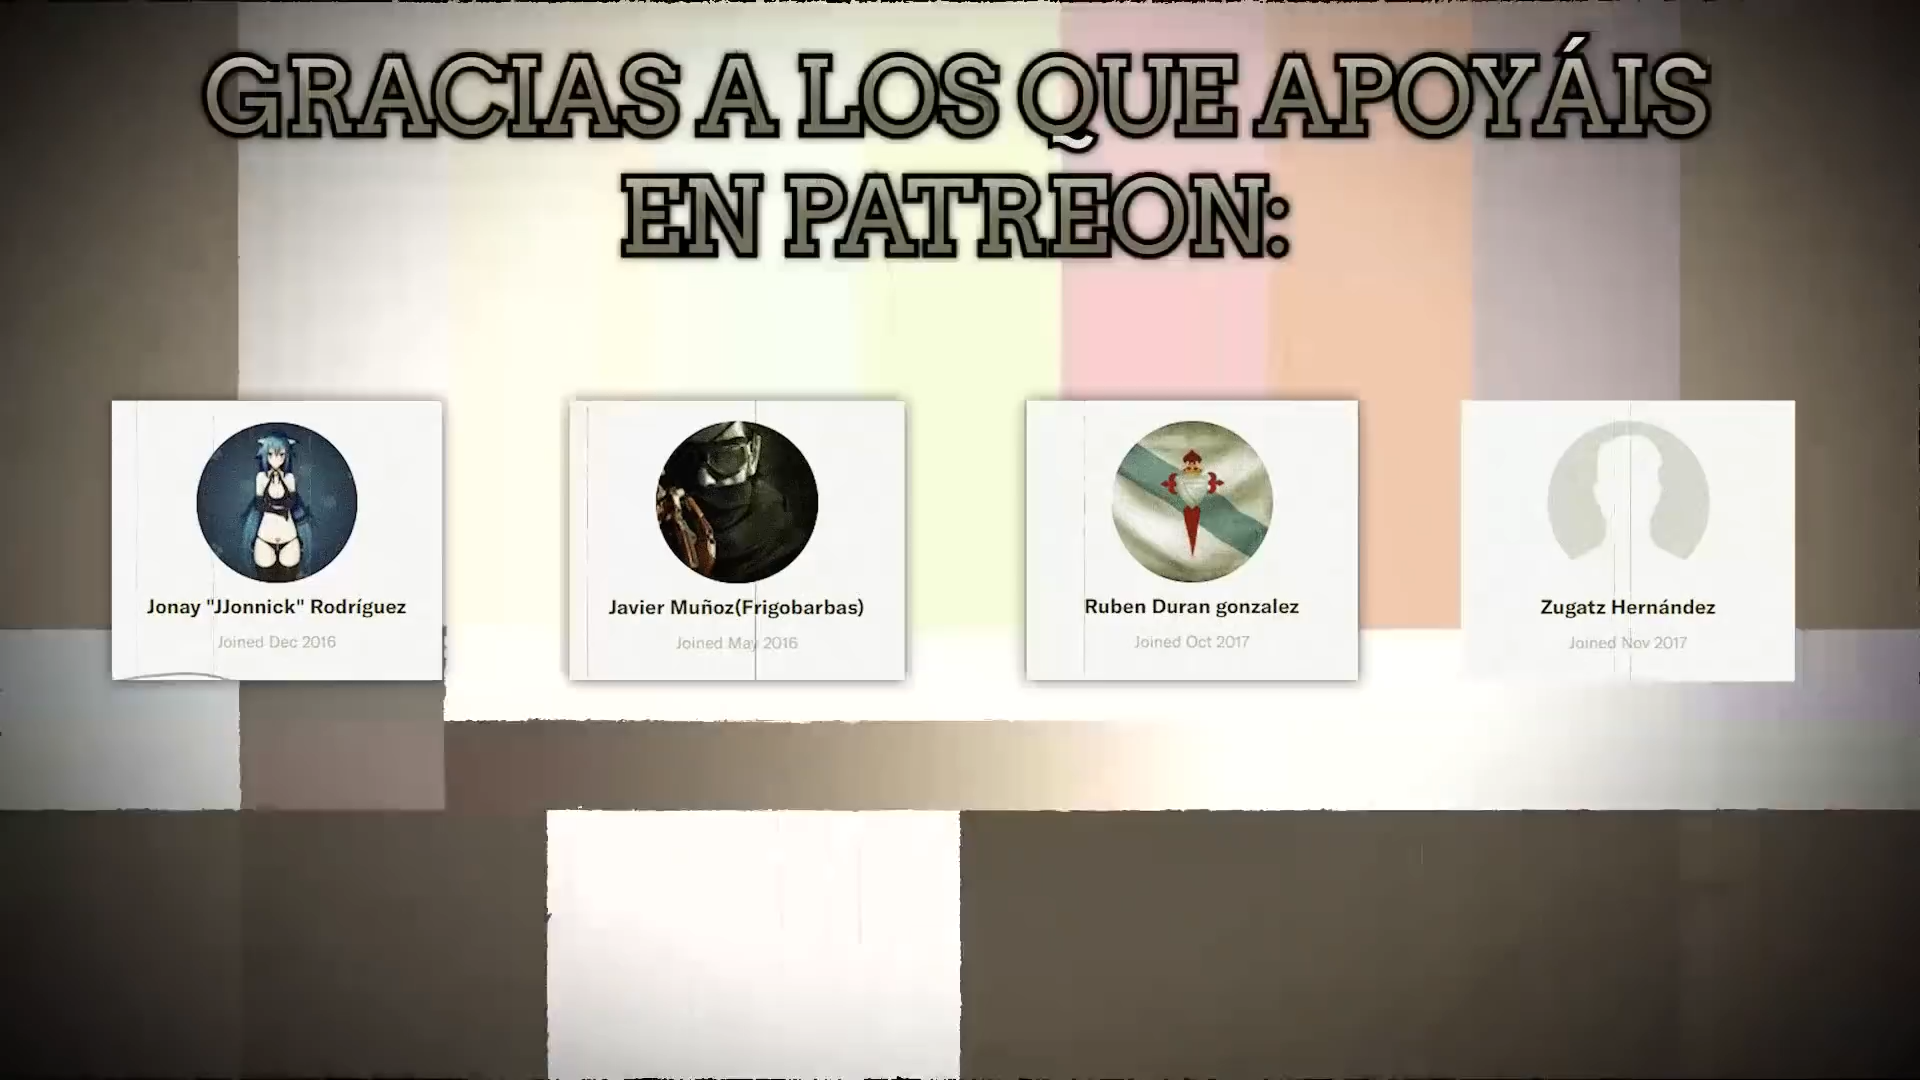 GRACIAS A LOS QUE APOYÁIS
EN PATREON:
Jonay "JJonnick" Rodríguez
Joined Dec 2016
Javier Muñoz(Frigobarbas)
Joined May 2016
Ruben Duran gonzalez
Joined Oct 2017
Zugatz Hernández
Joined Nov 2017